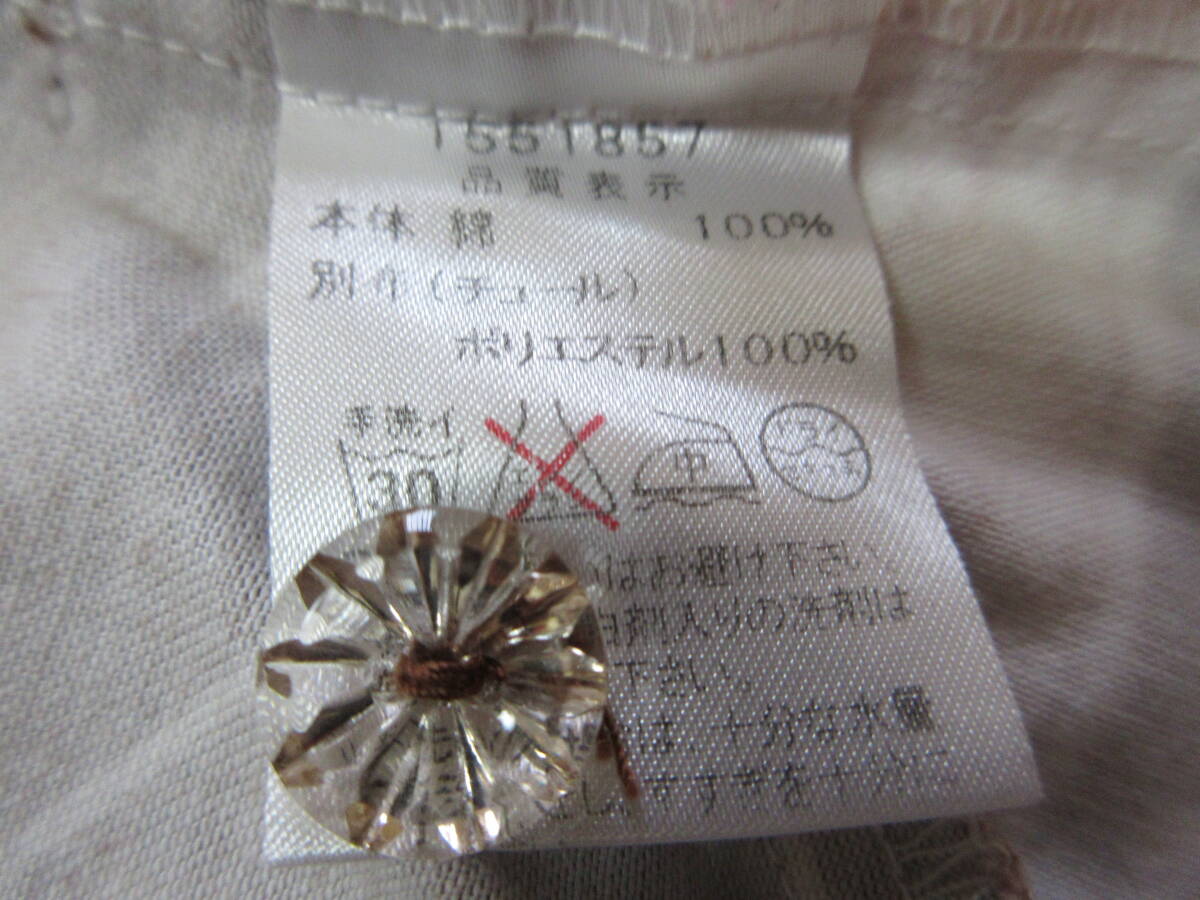 1551857
品質表示
本体 綿 100%
別布(チュール)
ポリエステル100%
手洗イ
30
中
はお避け下さい
白剤入りの洗剤は
下さい。
は、十分な水量
すすぎを十分に